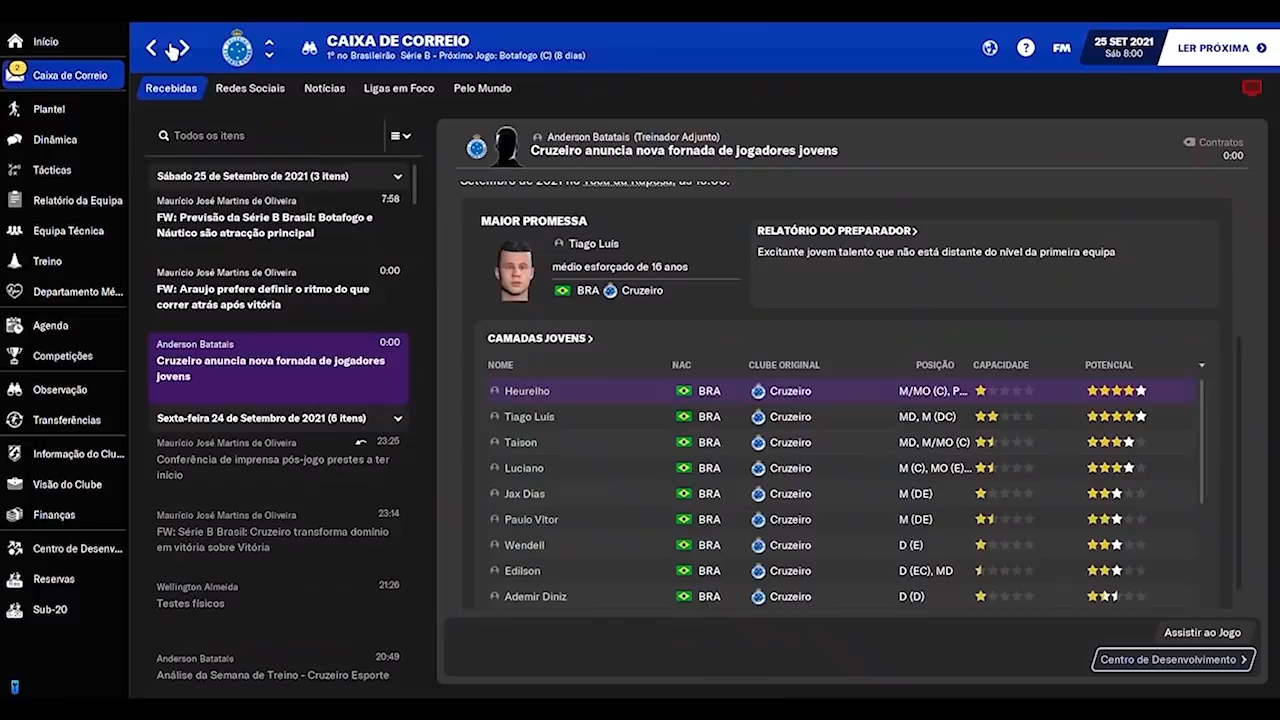 Início
2
Caixa de Correio
Plantel
Dinâmica
Tácticas
Relatório da Equipa
Equipa Técnica
Treino
Departamento Mé...
Agenda
Competições
Observação
Transferências
Informação do Clu...
Visão do Clube
Finanças
Centro de Desenv...
Reservas
Sub-20
CAIXA DE CORREIO
1º no Brasileirão Série B - Próximo Jogo: Botafogo (C) (8 dias)
?
FM
25 SET 2021
Sáb 8:00
LER PRÓXIMA
Recebidas
Redes Sociais
Notícias
Ligas em Foco
Pelo Mundo
Todos os itens
Sábado 25 de Setembro de 2021 (3 itens)
Maurício José Martins de Oliveira 7:58
FW: Previsão da Série B Brasil: Botafogo e
Náutico são atracção principal
Maurício José Martins de Oliveira 0:00
FW: Araujo prefere definir o ritmo do que
correr atrás após vitória
Anderson Batatais 0:00
Cruzeiro anuncia nova fornada de jogadores
jovens
Sexta-feira 24 de Setembro de 2021 (6 itens)
Maurício José Martins de Oliveira 23:25
Conferência de imprensa pós-jogo prestes a ter
início
Maurício José Martins de Oliveira 23:14
FW: Série B Brasil: Cruzeiro transforma domínio
em vitória sobre Vitória
Wellington Almeida 21:26
Testes físicos
Anderson Batatais 20:49
Análise da Semana de Treino - Cruzeiro Esporte
Anderson Batatais (Treinador Adjunto)
Cruzeiro anuncia nova fornada de jogadores jovens
Contratos
0:00
MAIOR PROMESSA
Tiago Luís
médio esforçado de 16 anos
BRA Cruzeiro
RELATÓRIO DO PREPARADOR
Excitante jovem talento que não está distante do nível da primeira equipa
CAMADAS JOVENS
NOME NAC CLUBE ORIGINAL POSIÇÃO CAPACIDADE POTENCIAL
Heurelho BRA Cruzeiro M/MO (C), P...
Tiago Luís BRA Cruzeiro MD, M (DC)
Taison BRA Cruzeiro MD, M/MO (C)
Luciano BRA Cruzeiro M (C), MO (E)...
Jax Dias BRA Cruzeiro M (DE)
Paulo Vítor BRA Cruzeiro M (DE)
Wendell BRA Cruzeiro D (E)
Edílson BRA Cruzeiro D (EC), MD
Ademir Diniz BRA Cruzeiro D (D)
Assistir ao Jogo
Centro de Desenvolvimento